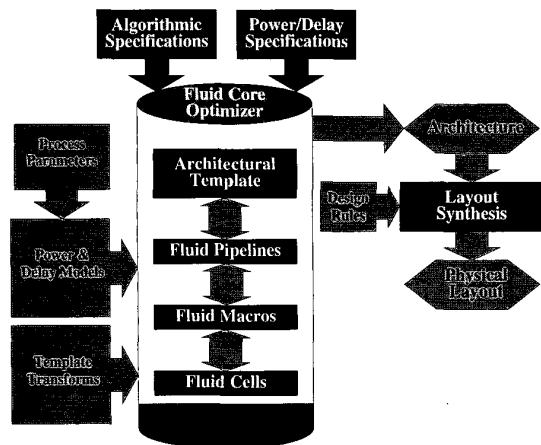 Algorithmic
Specifications
Power/Delay
Specifications
Fluid Core
Optimizer
Process
Parameters
Architectural
Template
Architecture
Design
Rules
Layout
Synthesis
Power &
Delay Models
Fluid Pipelines
Physical
Layout
Fluid Macros
Template
Transforms
Fluid Cells